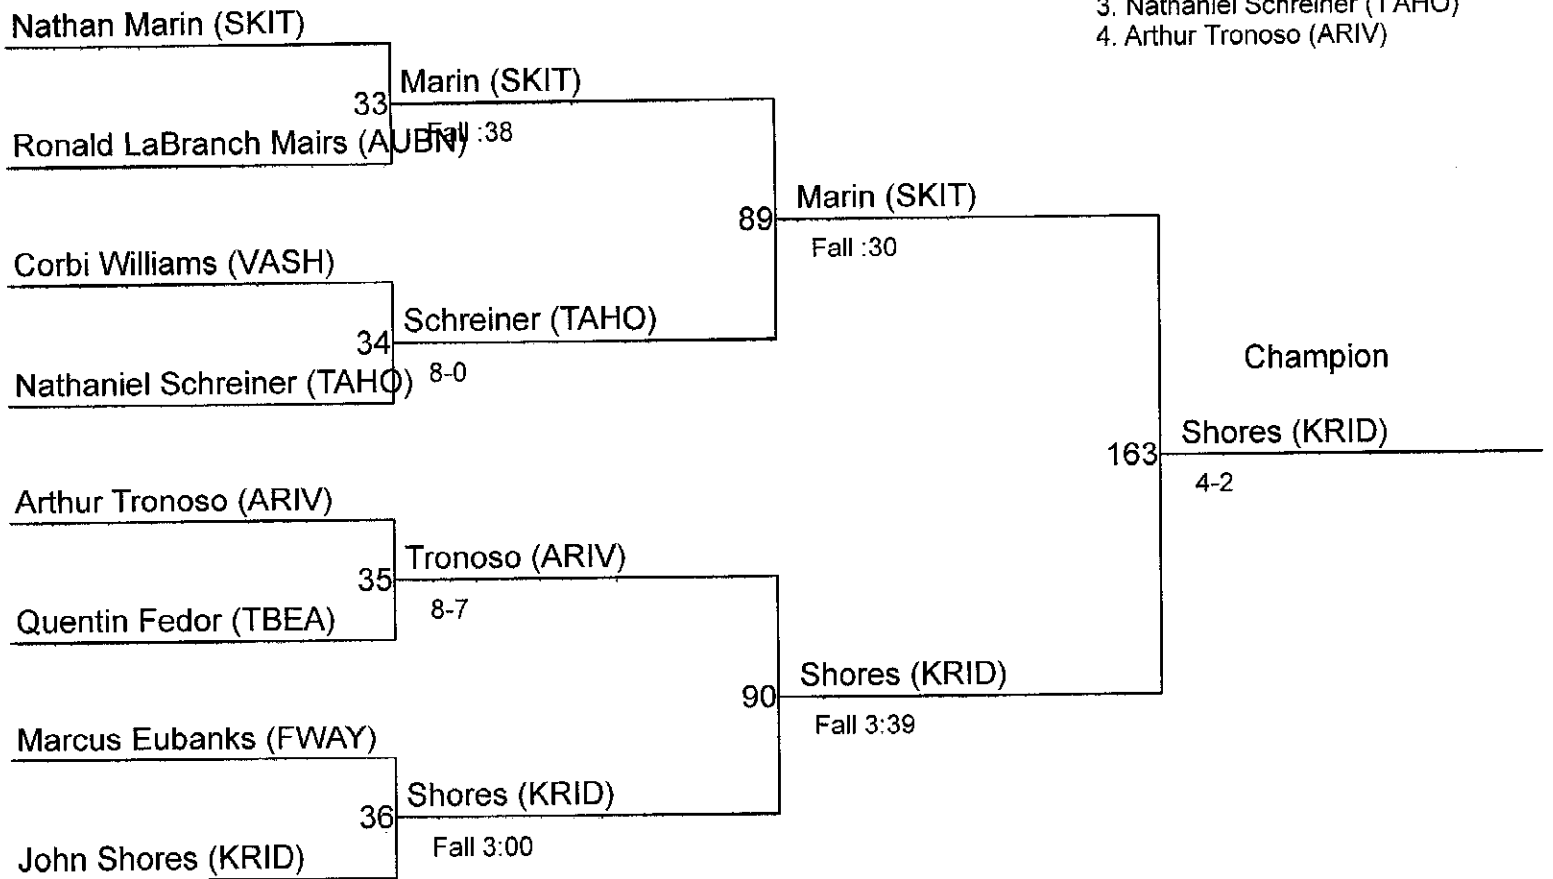 3. Nathaniel Schreiner (TAHO)
4. Arthur Tronoso (ARIV)
Nathan Marin (SKIT)
33
Marin (SKIT)
Fall :38
Ronald LaBranch Mairs (AUBN)
89
Marin (SKIT)
Fall :30
Corbi Williams (VASH)
34
Schreiner (TAHO)
8-0
Nathaniel Schreiner (TAHO)
Champion
163
Shores (KRID)
4-2
Arthur Tronoso (ARIV)
35
Tronoso (ARIV)
8-7
Quentin Fedor (TBEA)
90
Shores (KRID)
Fall 3:39
Marcus Eubanks (FWAY)
36
Shores (KRID)
Fall 3:00
John Shores (KRID)